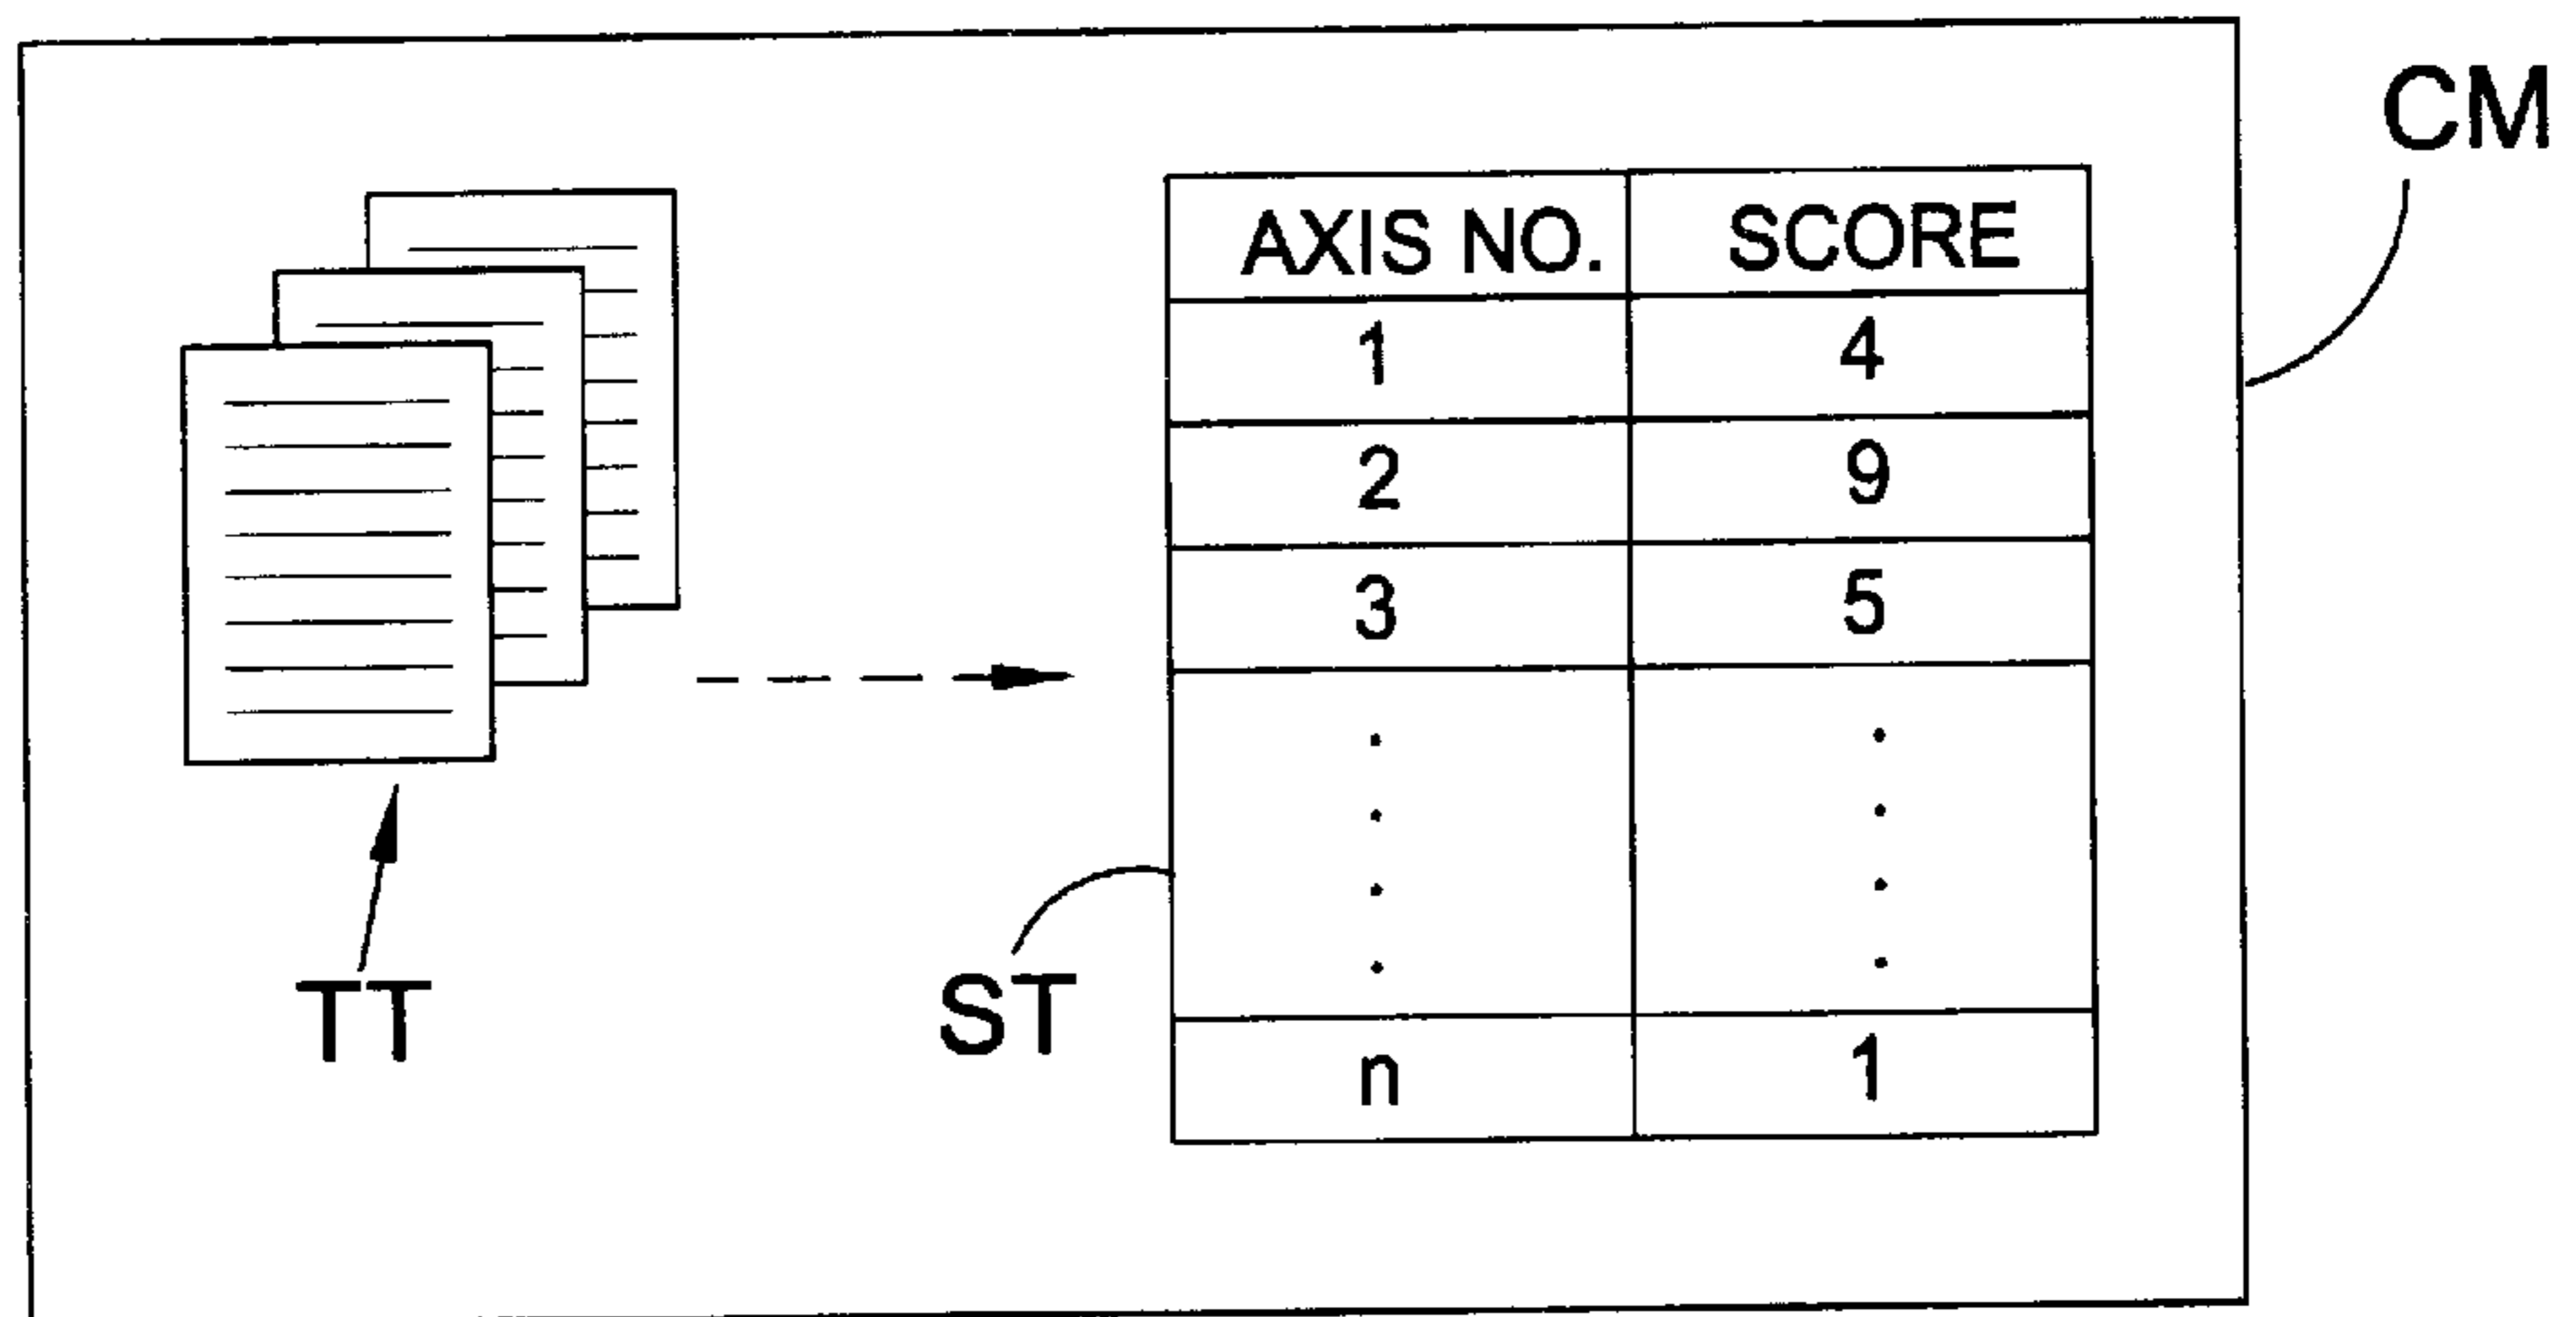 CM
AXIS NO. SCORE
1 4
2 9
3 5
. .
. .
. .
. .
n 1
TT
ST